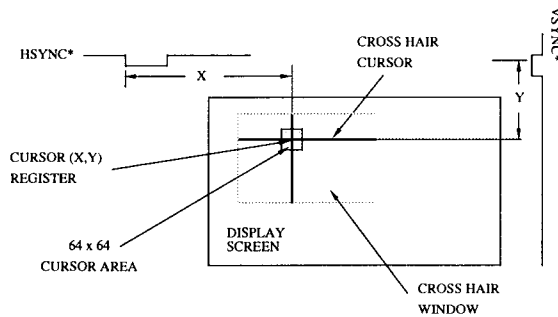 HSYNC*
X
CROSS HAIR
CURSOR
VSYNC*
Y
CURSOR (X,Y)
REGISTER
64 x 64
CURSOR AREA
DISPLAY
SCREEN
CROSS HAIR
WINDOW